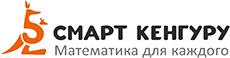 СМАРТ КЕНГУРУ
Математика для каждого